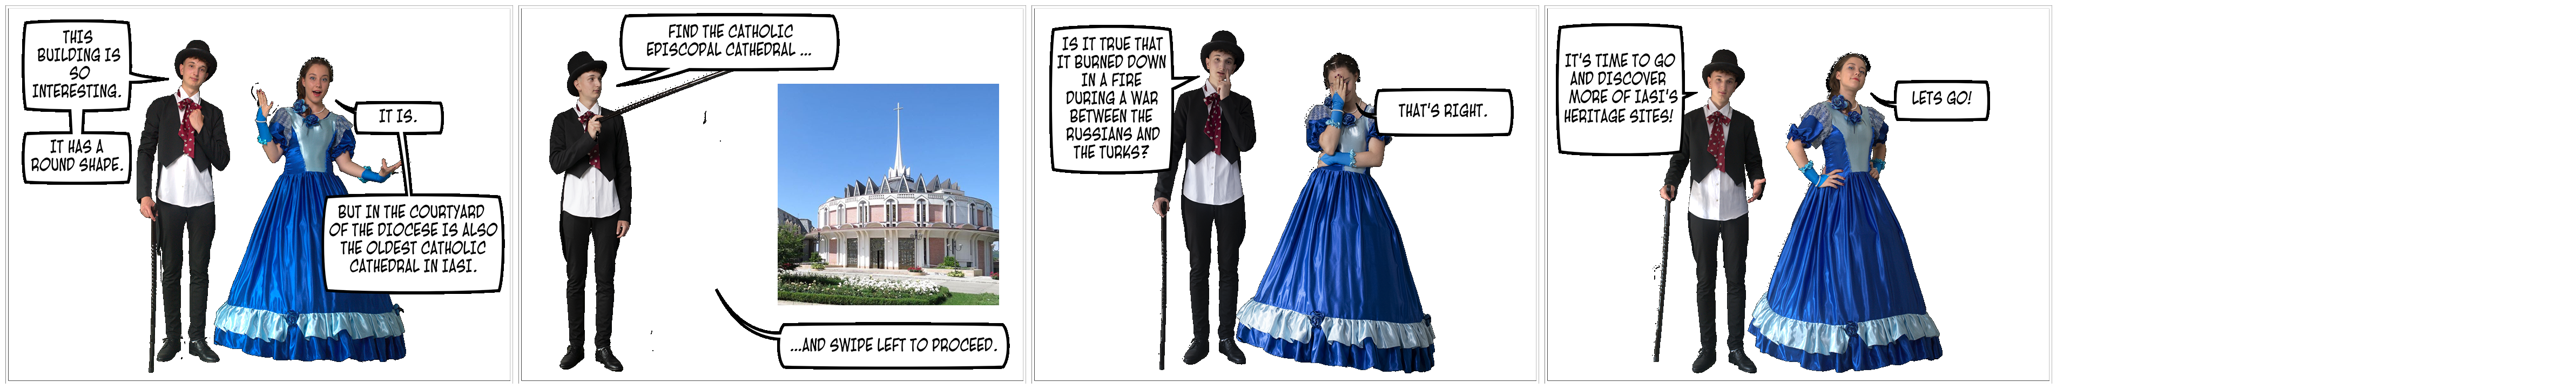 THIS
BUILDING IS
SO
INTERESTING.
IT HAS A
ROUND SHAPE.
IT IS.
BUT IN THE COURTYARD
OF THE DIOCESE IS ALSO
THE OLDEST CATHOLIC
CATHEDRAL IN IASI.
FIND THE CATHOLIC
EPISCOPAL CATHEDRAL ...
...AND SWIPE LEFT TO PROCEED.
IS IT TRUE THAT
IT BURNED DOWN
IN A FIRE
DURING A WAR
BETWEEN THE
RUSSIANS AND
THE TURKS?
THAT'S RIGHT.
IT'S TIME TO GO
AND DISCOVER
MORE OF IASI'S
HERITAGE SITES!
LETS GO!